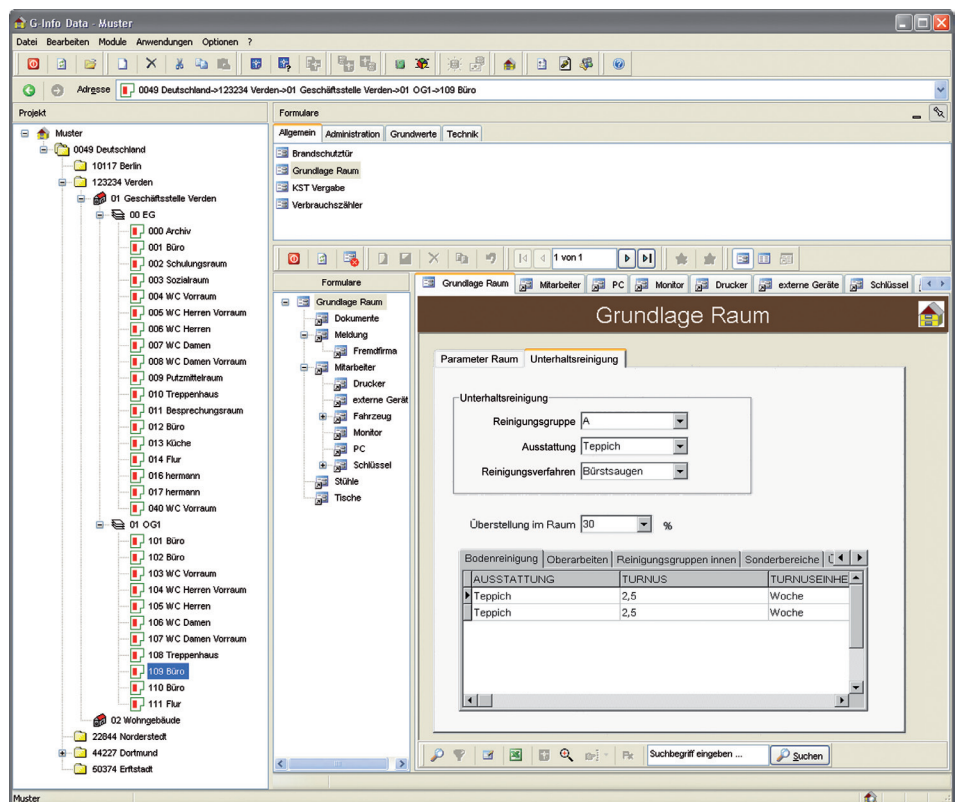 G-Info Data - Muster
Datei Bearbeiten Module Anwendungen Optionen ?
Adresse 0049 Deutschland->123234 Verden->01 Geschäftsstelle Verden->01 OG1->109 Büro
Projekt
Muster
0049 Deutschland
10117 Berlin
123234 Verden
01 Geschäftsstelle Verden
00 EG
000 Archiv
001 Büro
002 Schulungsraum
003 Sozialraum
004 WC Vorraum
005 WC Herren Vorraum
006 WC Herren
007 WC Damen
008 WC Damen Vorraum
009 Putzmittelraum
010 Treppenhaus
011 Besprechungsraum
012 Büro
013 Küche
014 Flur
016 hermann
017 hermann
040 WC Vorraum
01 OG1
101 Büro
102 Büro
103 WC Vorraum
104 WC Herren Vorraum
105 WC Herren
106 WC Damen
107 WC Damen Vorraum
108 Treppenhaus
109 Büro
110 Büro
111 Flur
02 Wohngebäude
22844 Norderstedt
44227 Dortmund
50374 Erftstadt
Formulare
Allgemein Administration Grundwerte Technik
Brandschutztür
Grundlage Raum
KST Vergabe
Verbrauchszähler
1 von 1
Formulare
Grundlage Raum
Dokumente
Meldung
Fremdfirma
Mitarbeiter
Drucker
externe Gerät
Fahrzeug
Monitor
PC
Schlüssel
Stühle
Tische
Grundlage Raum Mitarbeiter PC Monitor Drucker externe Geräte Schlüssel
Grundlage Raum
Parameter Raum Unterhaltsreinigung
Unterhaltsreinigung
Reinigungsgruppe A
Ausstattung Teppich
Reinigungsverfahren Bürstsaugen
Überstellung im Raum 30 %
Bodenreinigung Oberarbeiten Reinigungsgruppen innen Sonderbereiche
AUSSTATTUNG TURNUS TURNUSEINHE
Teppich 2,5 Woche
Teppich 2,5 Woche
Suchbegriff eingeben ... Suchen
Muster